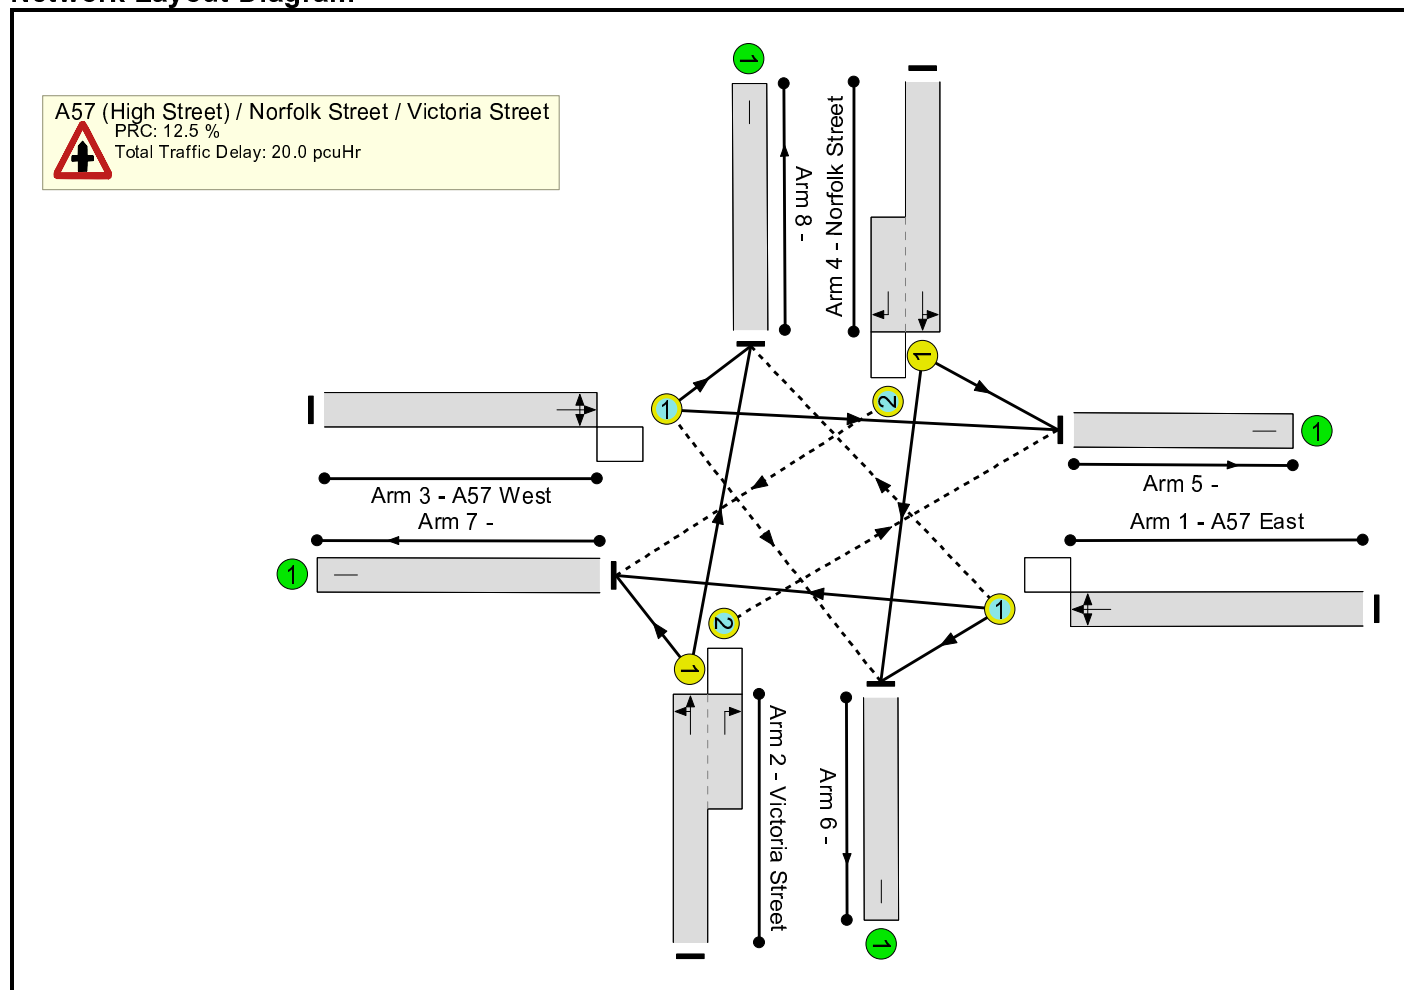 Network Layout Diagram
A57 (High Street) / Norfolk Street / Victoria Street
PRC: 12.5 %
Total Traffic Delay: 20.0 pcuHr
1
Arm 8 -
Arm 4 - Norfolk Street
1
2
1
1
Arm 3 - A57 West
Arm 7 -
Arm 5 -
Arm 1 - A57 East
1
1
2
1
Arm 2 - Victoria Street
Arm 6 -
1